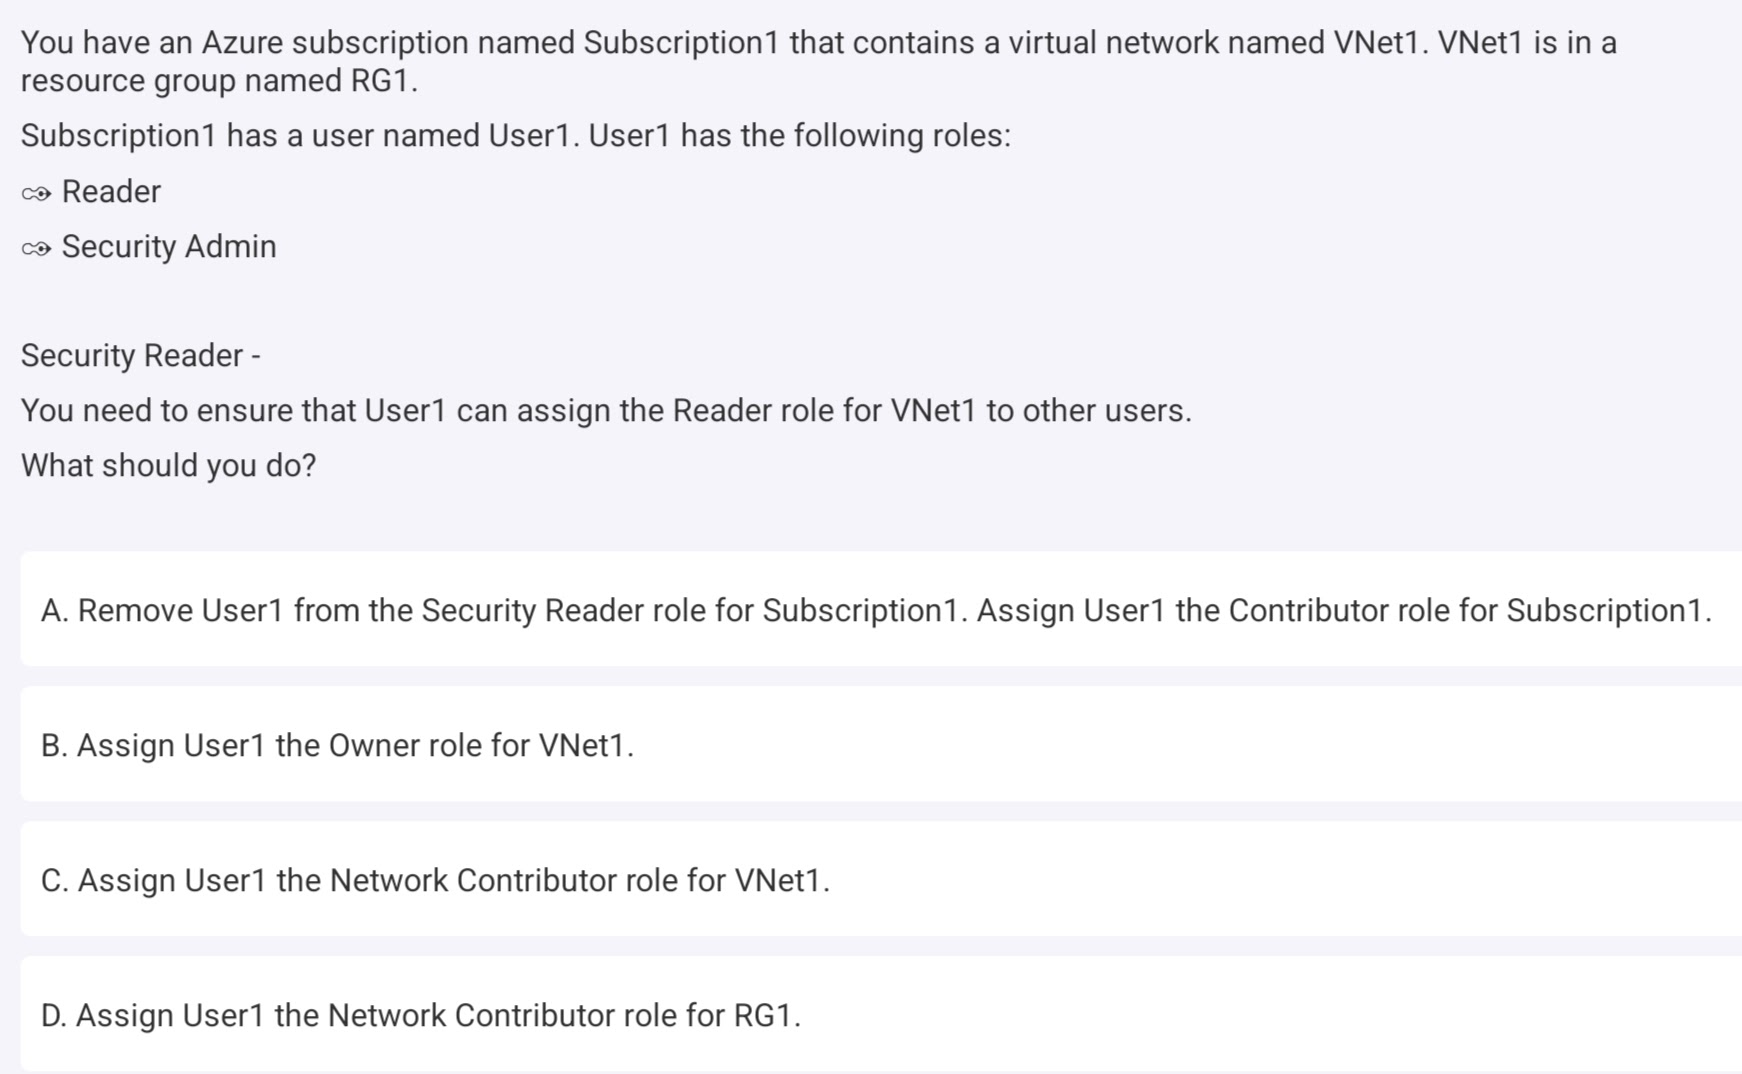 You have an Azure subscription named Subscription1 that contains a virtual network named VNet1. VNet1 is in a
resource group named RG1.
Subscription1 has a user named User1. User1 has the following roles:
Reader
Security Admin
Security Reader -
You need to ensure that User1 can assign the Reader role for VNet1 to other users.
What should you do?
A. Remove User1 from the Security Reader role for Subscription1. Assign User1 the Contributor role for Subscription1.
B. Assign User1 the Owner role for VNet1.
C. Assign User1 the Network Contributor role for VNet1.
D. Assign User1 the Network Contributor role for RG1.